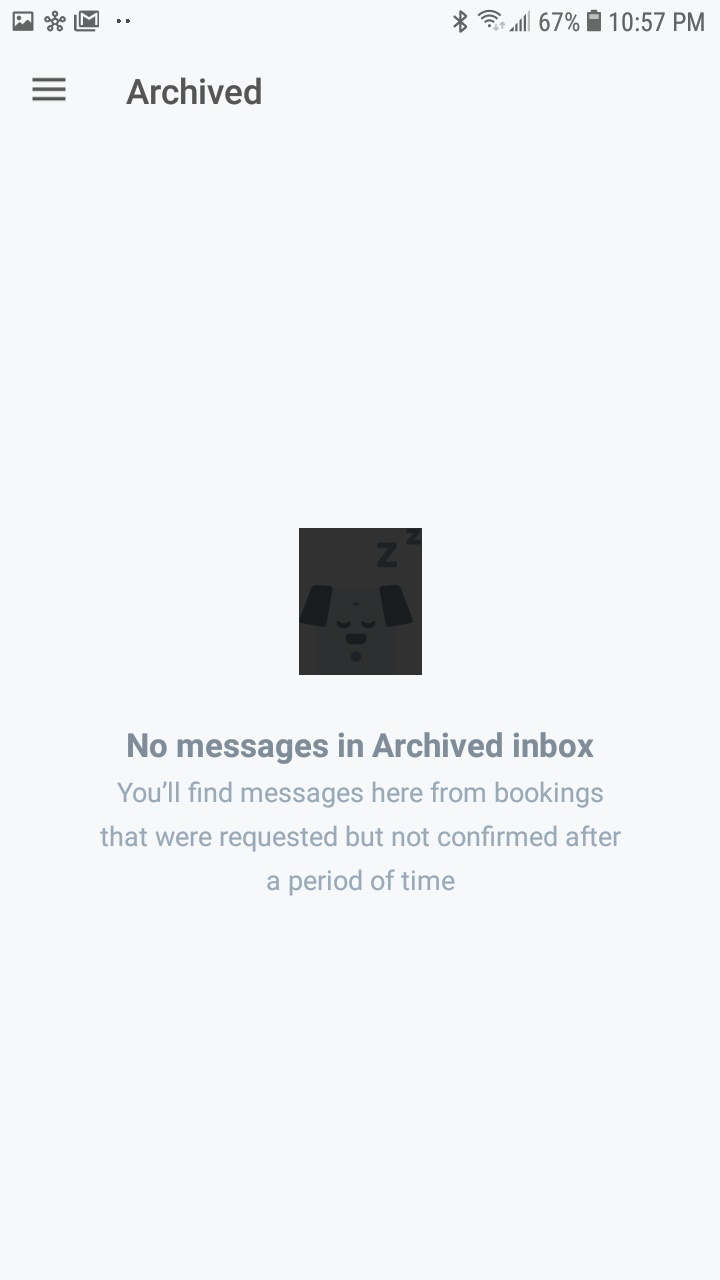 67% 10:57 PM
Archived
z z
No messages in Archived inbox
You’ll find messages here from bookings
that were requested but not confirmed after
a period of time